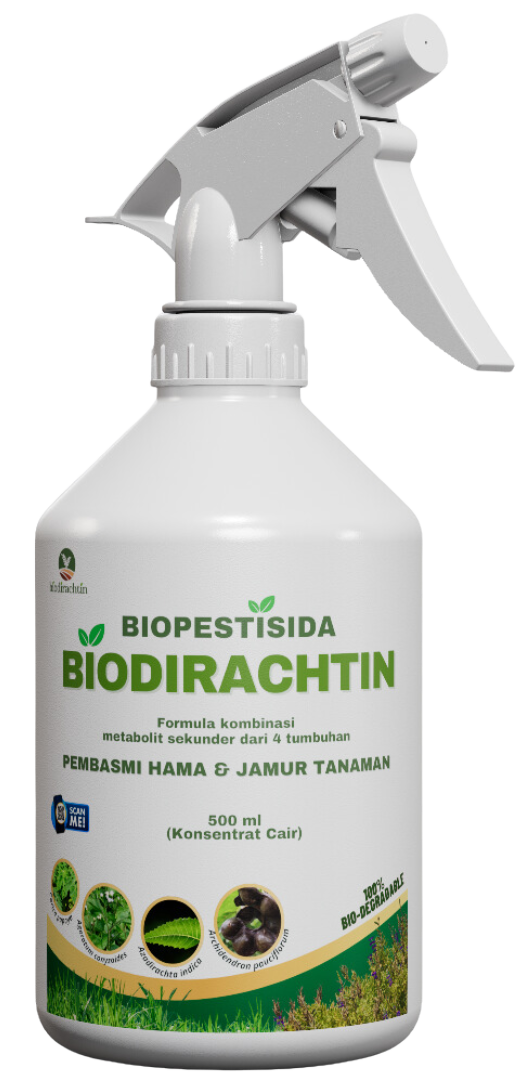 biodirachtin
BIOPESTISIDA
BIODIRACHTIN
Formula kombinasi
metabolit sekunder dari 4 tumbuhan
PEMBASMI HAMA & JAMUR TANAMAN
SCAN
ME!
500 ml
(Konsentrat Cair)
100%
BIO-DEGRADABLE
Ageratum conyzoides
Azadirachta indica
Archidendron pauciflorum